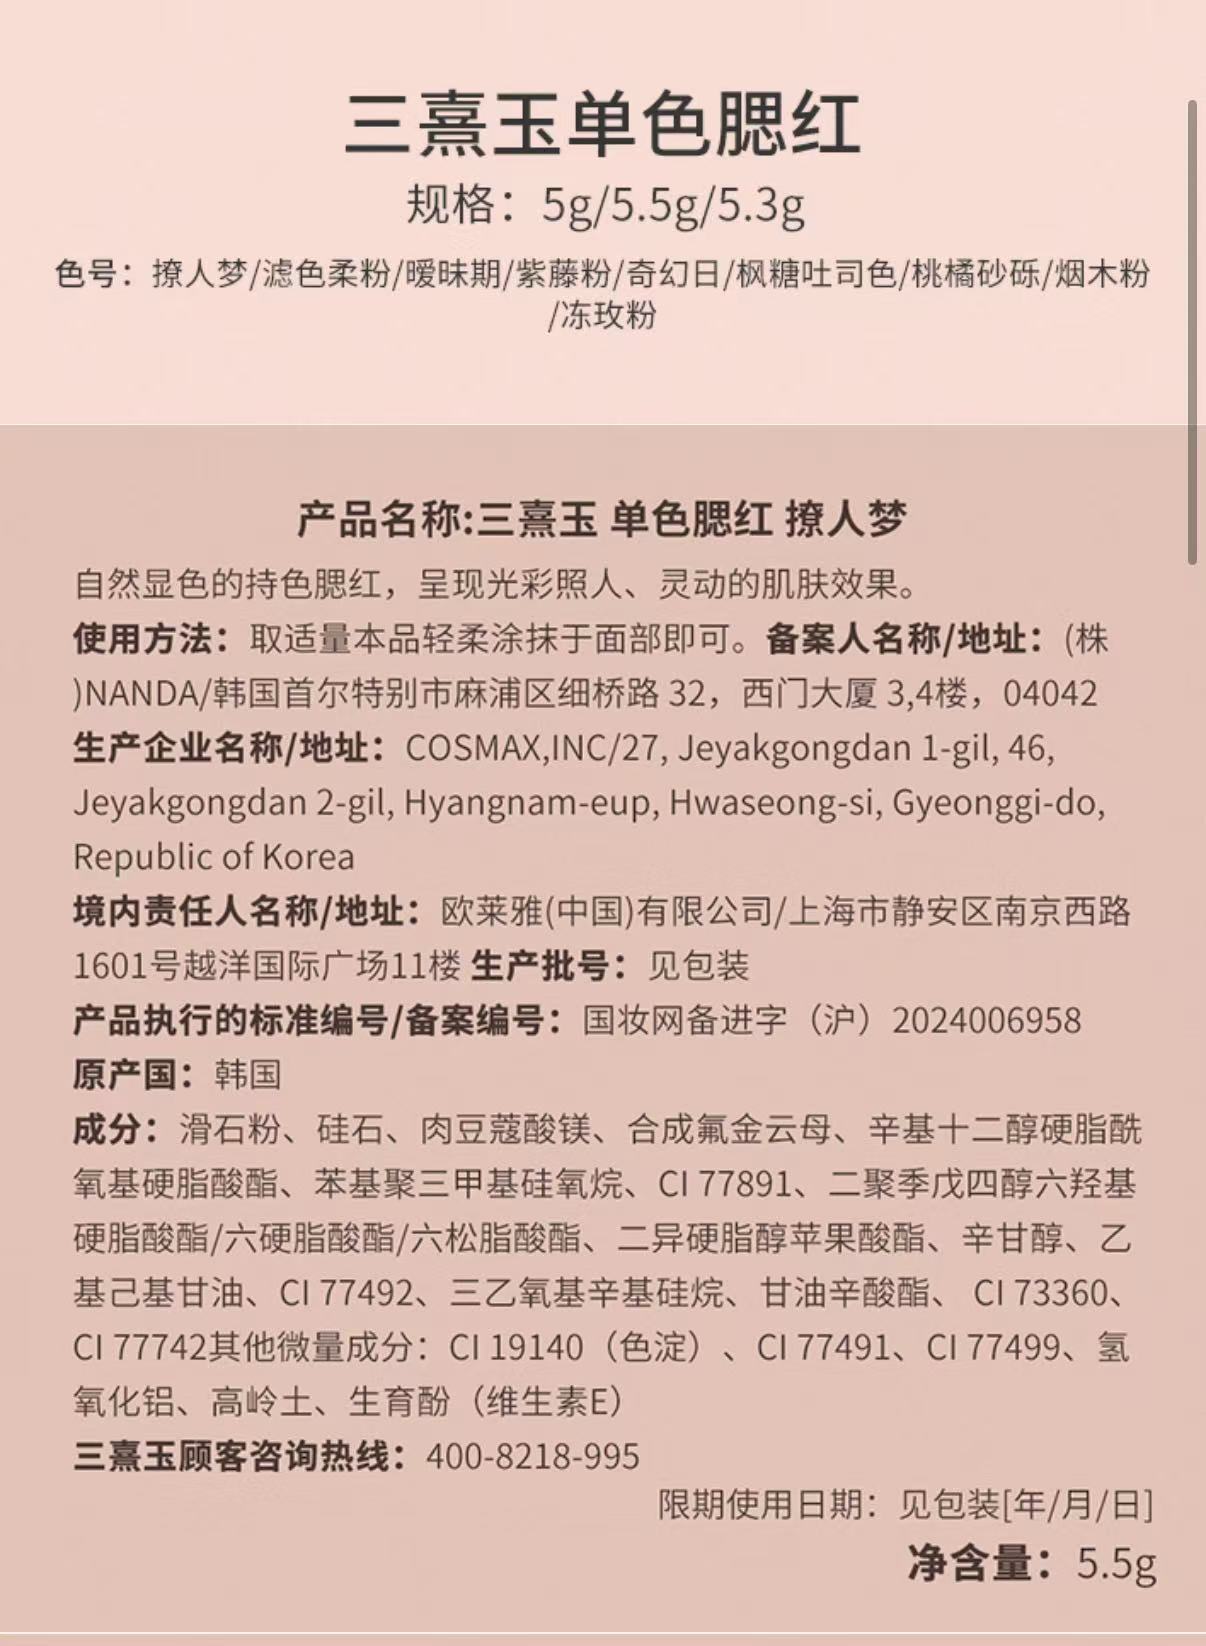 三熹玉单色腮红
规格：5g/5.5g/5.3g
色号：撩人梦/滤色柔粉/暧昧期/紫藤粉/奇幻日/枫糖吐司色/桃橘砂砾/烟木粉
/冻玫粉
产品名称:三熹玉 单色腮红 撩人梦
自然显色的持色腮红，呈现光彩照人、灵动的肌肤效果。
使用方法：取适量本品轻柔涂抹于面部即可。备案人名称/地址：(株
)NANDA/韩国首尔特别市麻浦区细桥路 32，西门大厦 3,4楼，04042
生产企业名称/地址：COSMAX,INC/27, Jeyakgongdan 1-gil, 46,
Jeyakgongdan 2-gil, Hyangnam-eup, Hwaseong-si, Gyeonggi-do,
Republic of Korea
境内责任人名称/地址：欧莱雅(中国)有限公司/上海市静安区南京西路
1601号越洋国际广场11楼 生产批号：见包装
产品执行的标准编号/备案编号：国妆网备进字（沪）2024006958
原产国：韩国
成分：滑石粉、硅石、肉豆蔻酸镁、合成氟金云母、辛基十二醇硬脂酰
氧基硬脂酸酯、苯基聚三甲基硅氧烷、CI 77891、二聚季戊四醇六羟基
硬脂酸酯/六硬脂酸酯/六松脂酸酯、二异硬脂醇苹果酸酯、辛甘醇、乙
基己基甘油、CI 77492、三乙氧基辛基硅烷、甘油辛酸酯、 CI 73360、
CI 77742其他微量成分：CI 19140（色淀）、CI 77491、CI 77499、氢
氧化铝、高岭土、生育酚（维生素E）
三熹玉顾客咨询热线：400-8218-995
限期使用日期：见包装[年/月/日]
净含量：5.5g